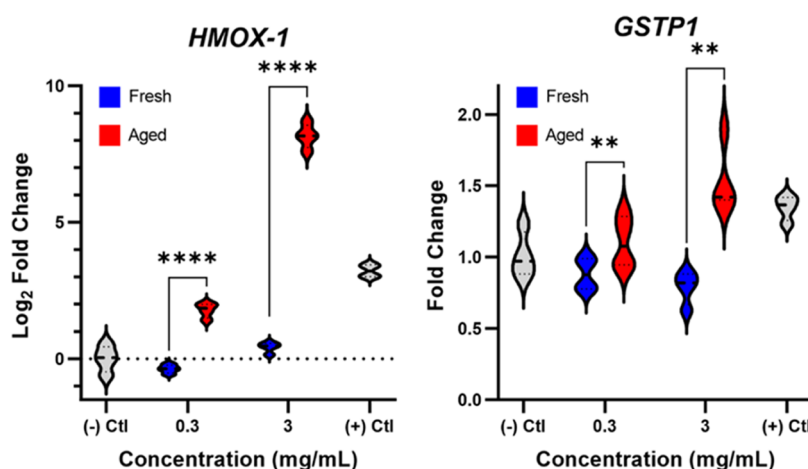 HMOX-1
****
****
Fresh
Aged
Log2 Fold Change
10
5
0
(-) Ctl
0.3
3
(+) Ctl
Concentration (mg/mL)
GSTP1
**
**
Fresh
Aged
Fold Change
2.0
1.5
1.0
0.5
0.0
(-) Ctl
0.3
3
(+) Ctl
Concentration (mg/mL)